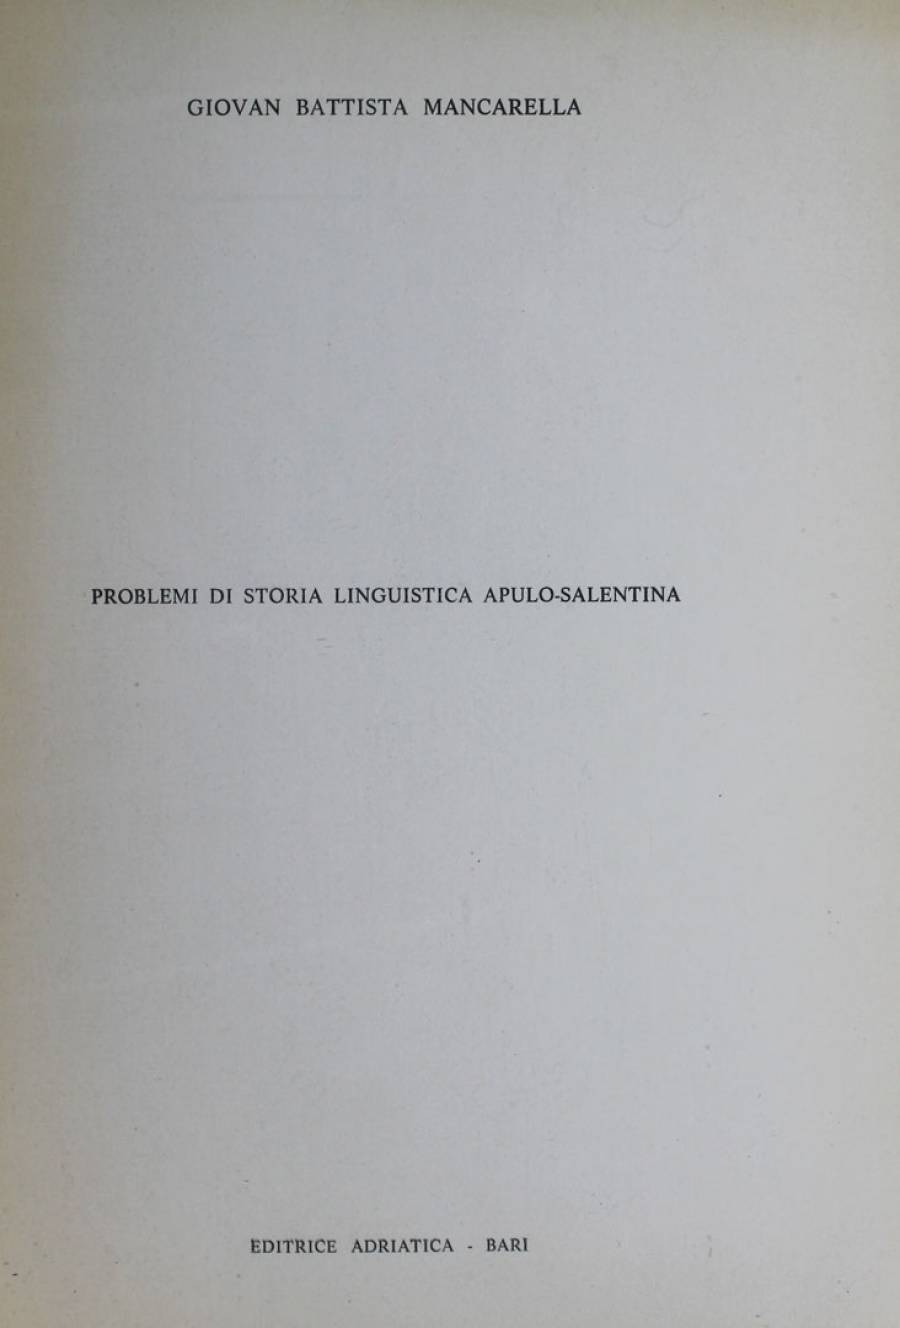 GIOVAN BATTISTA MANCARELLA
PROBLEMI DI STORIA LINGUISTICA APULO-SALENTINA
EDITRICE ADRIATICA - BARI